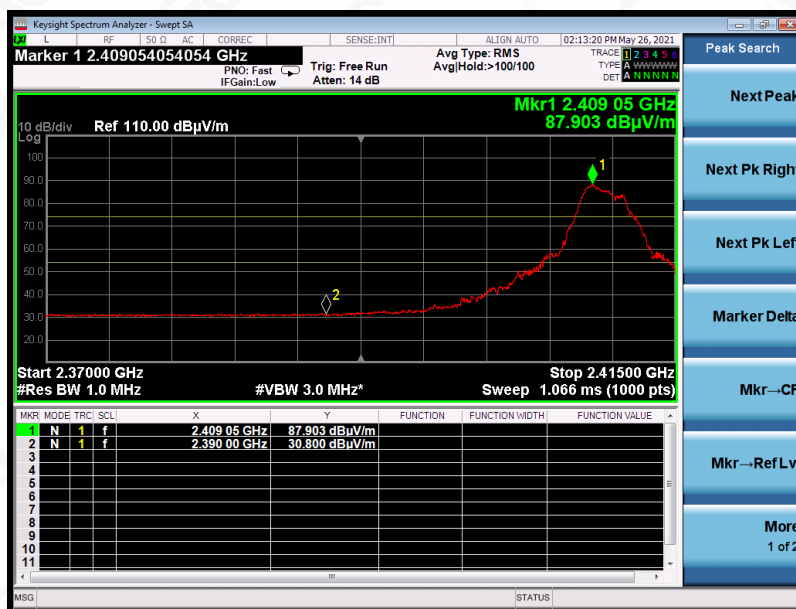 Keysight Spectrum Analyzer - Swept SA
LXI L RF 50 Ω AC CORREC SENSE:INT ALIGN AUTO 02:13:20 PM May 26, 2021
Marker 1 2.409054054054 GHz
PNO: Fast
IFGain:Low
Trig: Free Run
Atten: 14 dB
Avg Type: RMS
Avg|Hold:>100/100
TRACE 1 2 3 4 5 6
TYPE A WWWWW
DET A N N N N N
Peak Search
Mkr1 2.409 05 GHz
87.903 dBµV/m
10 dB/div Ref 110.00 dBµV/m
Log
100
90.0
80.0
70.0
60.0
50.0
40.0
30.0
20.0
1
2
Start 2.37000 GHz Stop 2.41500 GHz
#Res BW 1.0 MHz #VBW 3.0 MHz* Sweep 1.066 ms (1000 pts)
MKR MODE TRC SCL X Y FUNCTION FUNCTION WIDTH FUNCTION VALUE
1 N 1 f 2.409 05 GHz 87.903 dBµV/m
2 N 1 f 2.390 00 GHz 30.800 dBµV/m
3
4
5
6
7
8
9
10
11
MSG STATUS
Next Peak
Next Pk Right
Next Pk Left
Marker Delta
Mkr→CF
Mkr→Ref Lv
More
1 of 2